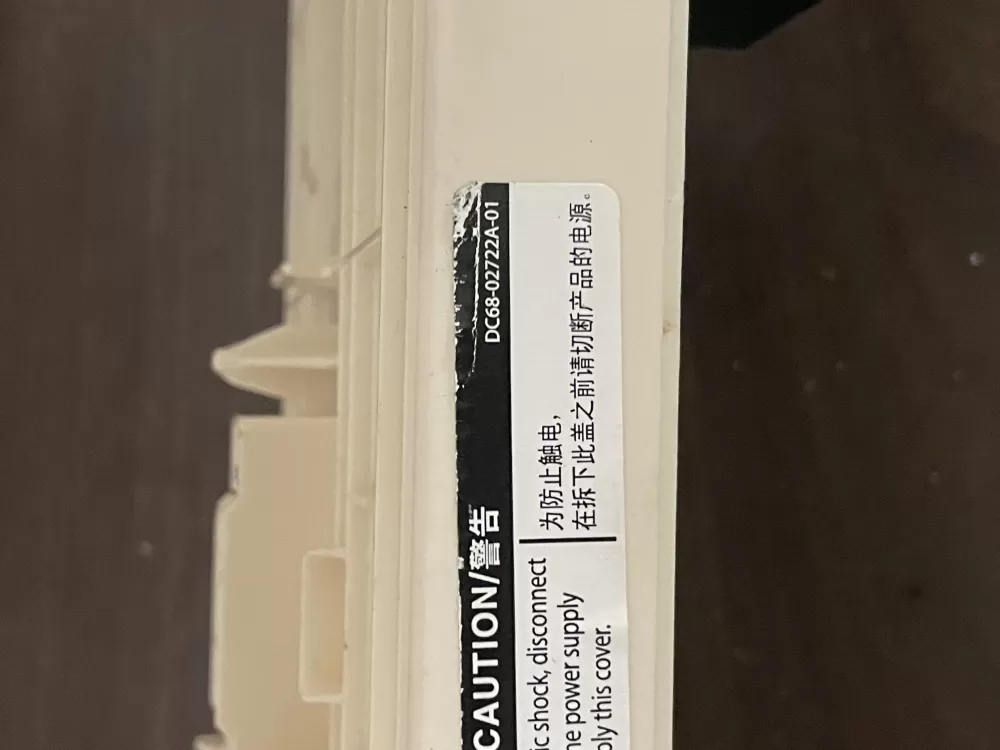 CAUTION/警告 DC68-02722A-01
ic shock, disconnect
he power supply
ply this cover.
为防止触电，
在拆下此盖之前请切断产品的电源。